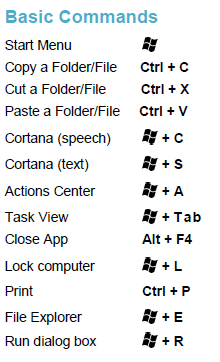 Basic Commands
Start Menu
Copy a Folder/File Ctrl + C
Cut a Folder/File Ctrl + X
Paste a Folder/File Ctrl + V
Cortana (speech) + C
Cortana (text) + S
Actions Center + A
Task View + Tab
Close App Alt + F4
Lock computer + L
Print Ctrl + P
File Explorer + E
Run dialog box + R